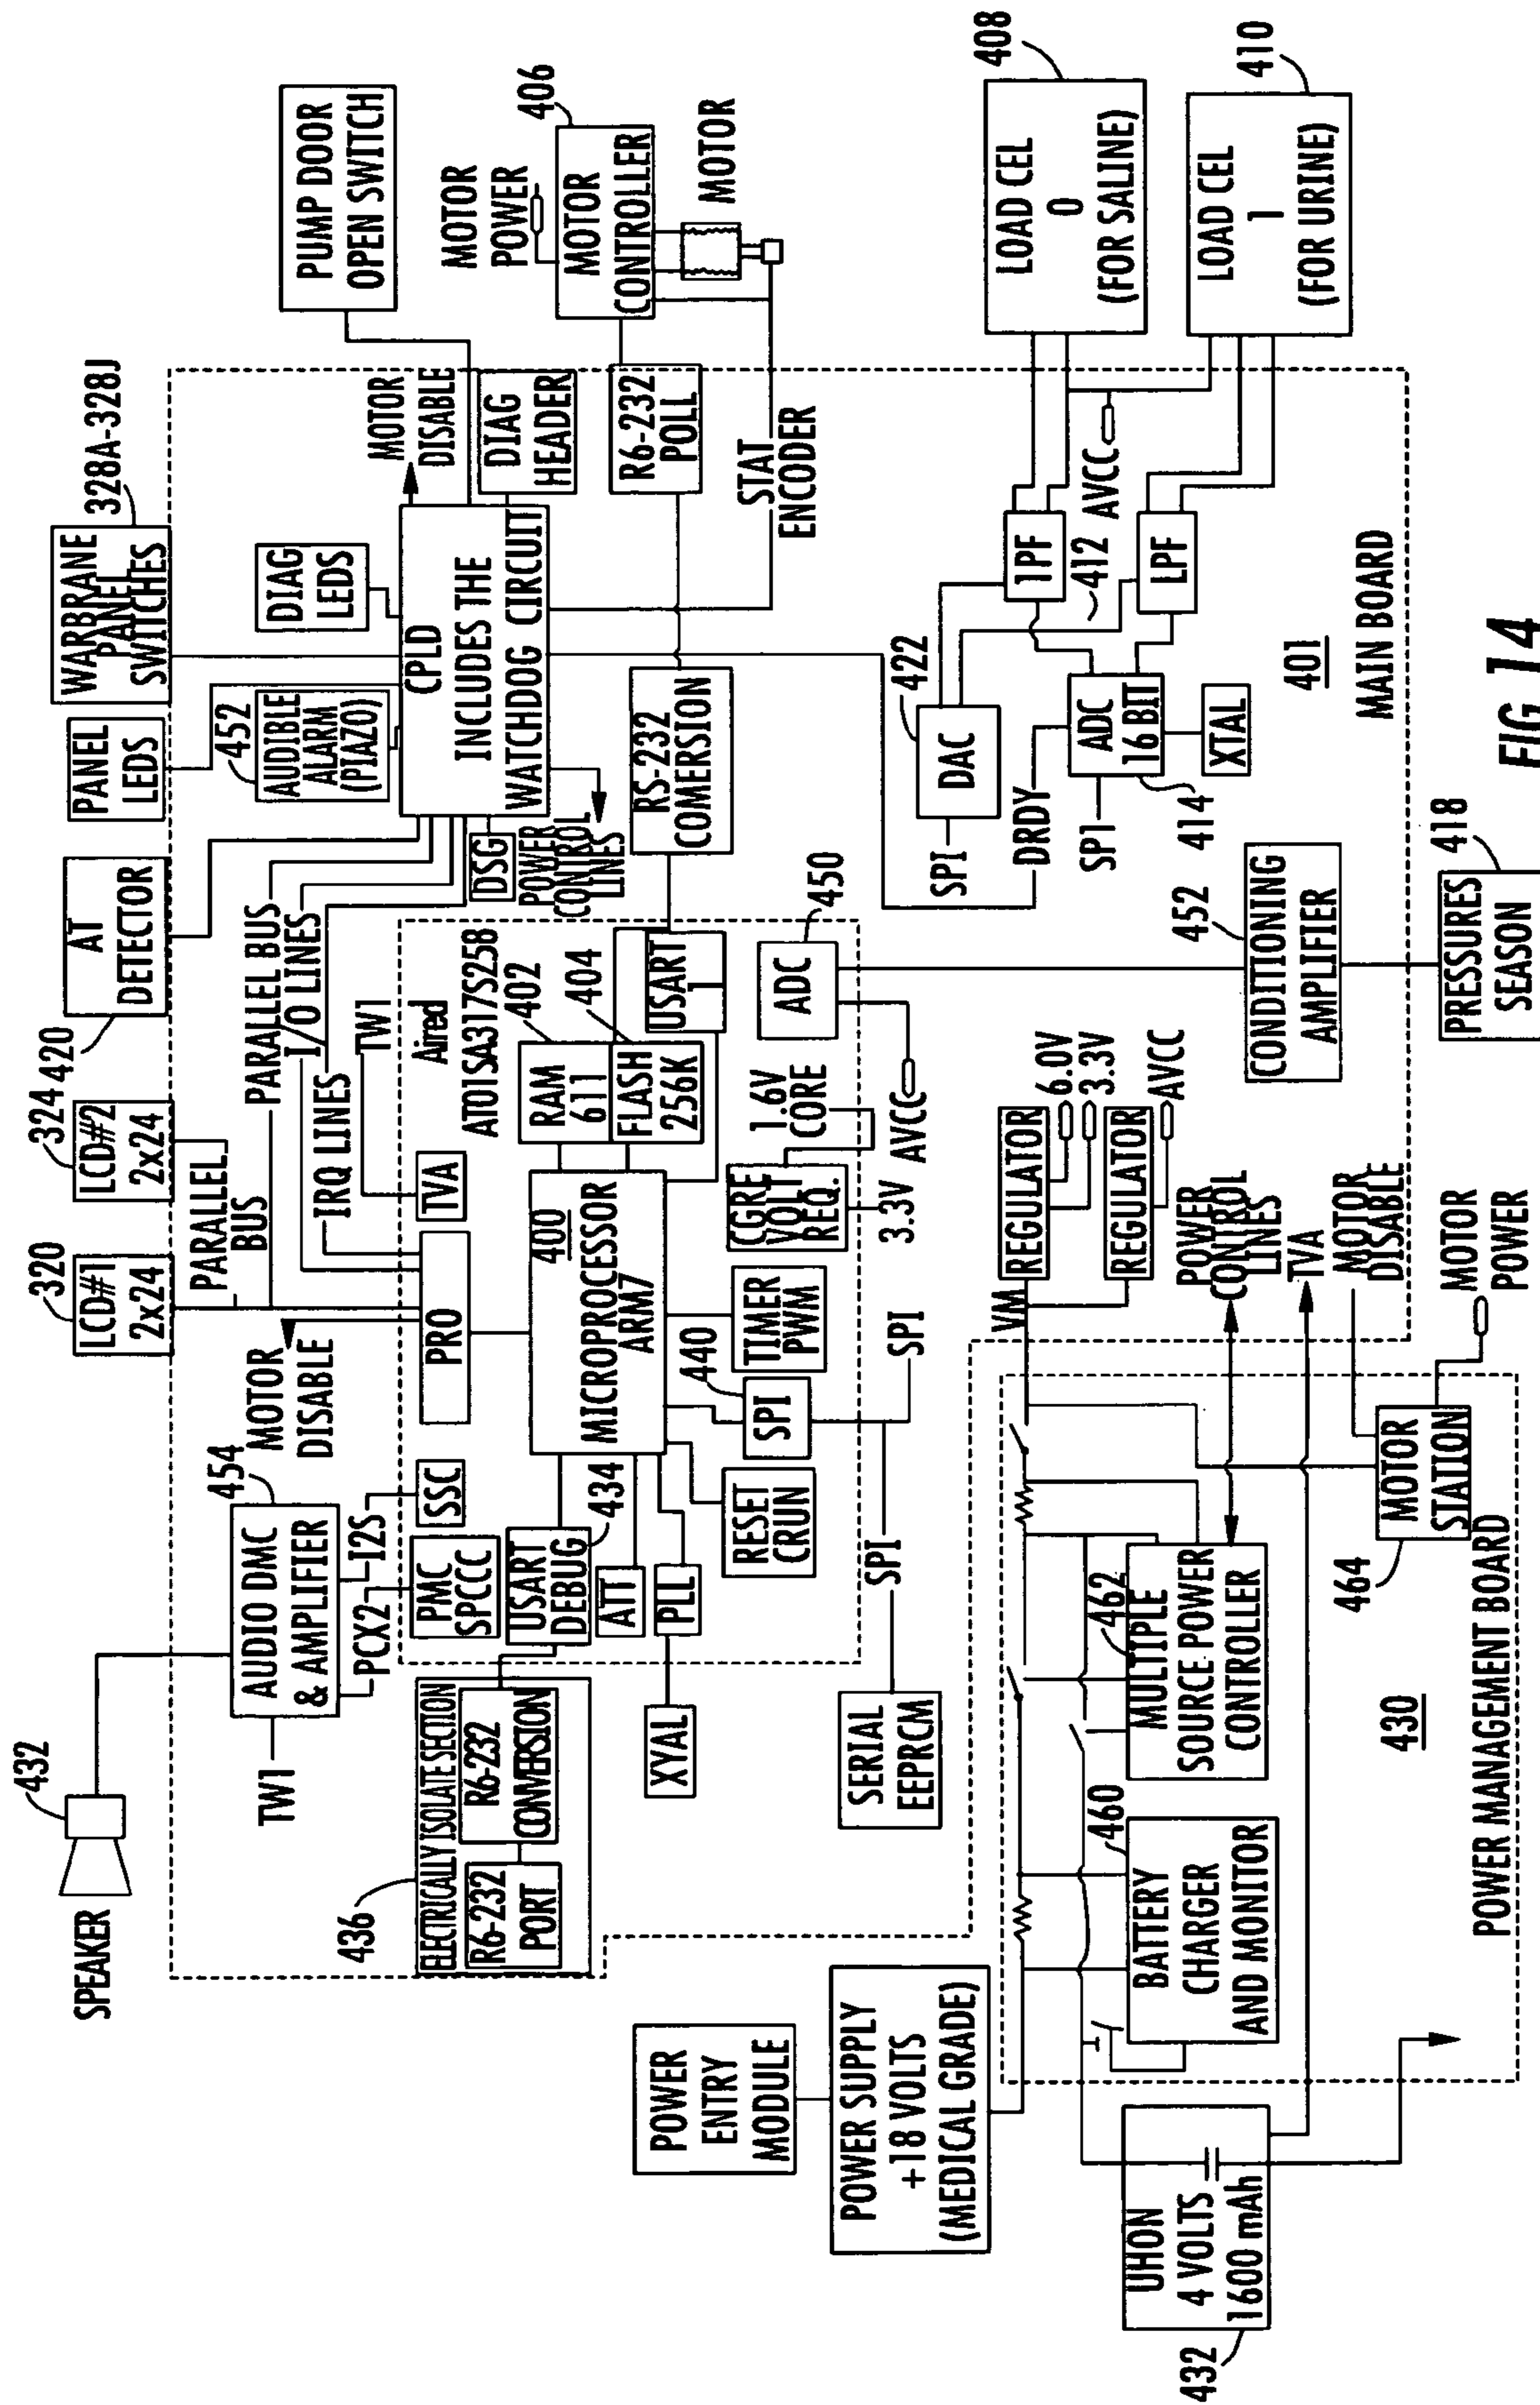 SPEAKER
432
TW1
454
AUDIO DMC
& AMPLIFIER
PCX2
I2S
MOTOR
DISABLE
320
LCD#1
2x24
324
LCD#2
2x24
PARALLEL
BUS
420
AT
DETECTOR
PARALLEL BUS
I/O LINES
IRQ LINES
TW1
PANEL
LEDS
452
AUDIBLE
ALARM
(PIAZO)
WARBRANE
PANEL
SWITCHES
328A-328J
DIAG
LEDS
CPLD
INCLUDES THE
WATCHDOG CIRCUIT
DSG
POWER
CONTROL
LINES
MOTOR
DISABLE
DIAG
HEADER
PUMP DOOR
OPEN SWITCH
MOTOR
POWER
406
MOTOR
CONTROLLER
MOTOR
R6-232
POLL
STAT
ENCODER
RS-232
COMERSION
436
ELECTRICALLY ISOLATE SECTION
R6-232
PORT
R6-232
CONVERSION
PMC
SPCCC
SSC
PRO
TVA
Aired
AT01SA317S258
402
RAM
611
404
FLASH
256K
USART
1
USART
DEBUG
434
ATT
PLL
XYAL
RESET
CRUN
400
MICROPROCESSOR
ARM7
440
SPI
TIMER
PWM
CGRE
VOLT
REQ.
1.6V
CORE
3.3V
AVCC
ADC
450
SPI
SPI
SERIAL
EEPRCM
422
DAC
SPI
DRDY
SP1
ADC
16 BIT
414
XTAL
1PF
412
LPF
AVCC
LOAD CEL
0
(FOR SALINE)
408
LOAD CEL
1
(FOR URINE)
410
401
MAIN BOARD
452
CONDITIONING
AMPLIFIER
418
PRESSURES
SEASON
VM
REGULATOR
6.0V
3.3V
REGULATOR
AVCC
POWER
CONTROL
LINES
TVA
MOTOR
DISABLE
MOTOR
POWER
MOTOR
STATION
464
462
MULTIPLE
SOURCE POWER
CONTROLLER
460
BATTERY
CHARGER
AND MONITOR
430
POWER MANAGEMENT BOARD
POWER
ENTRY
MODULE
POWER SUPPLY
+18 VOLTS
(MEDICAL GRADE)
UHON
4 VOLTS
1600 mAh
432
FIG 14